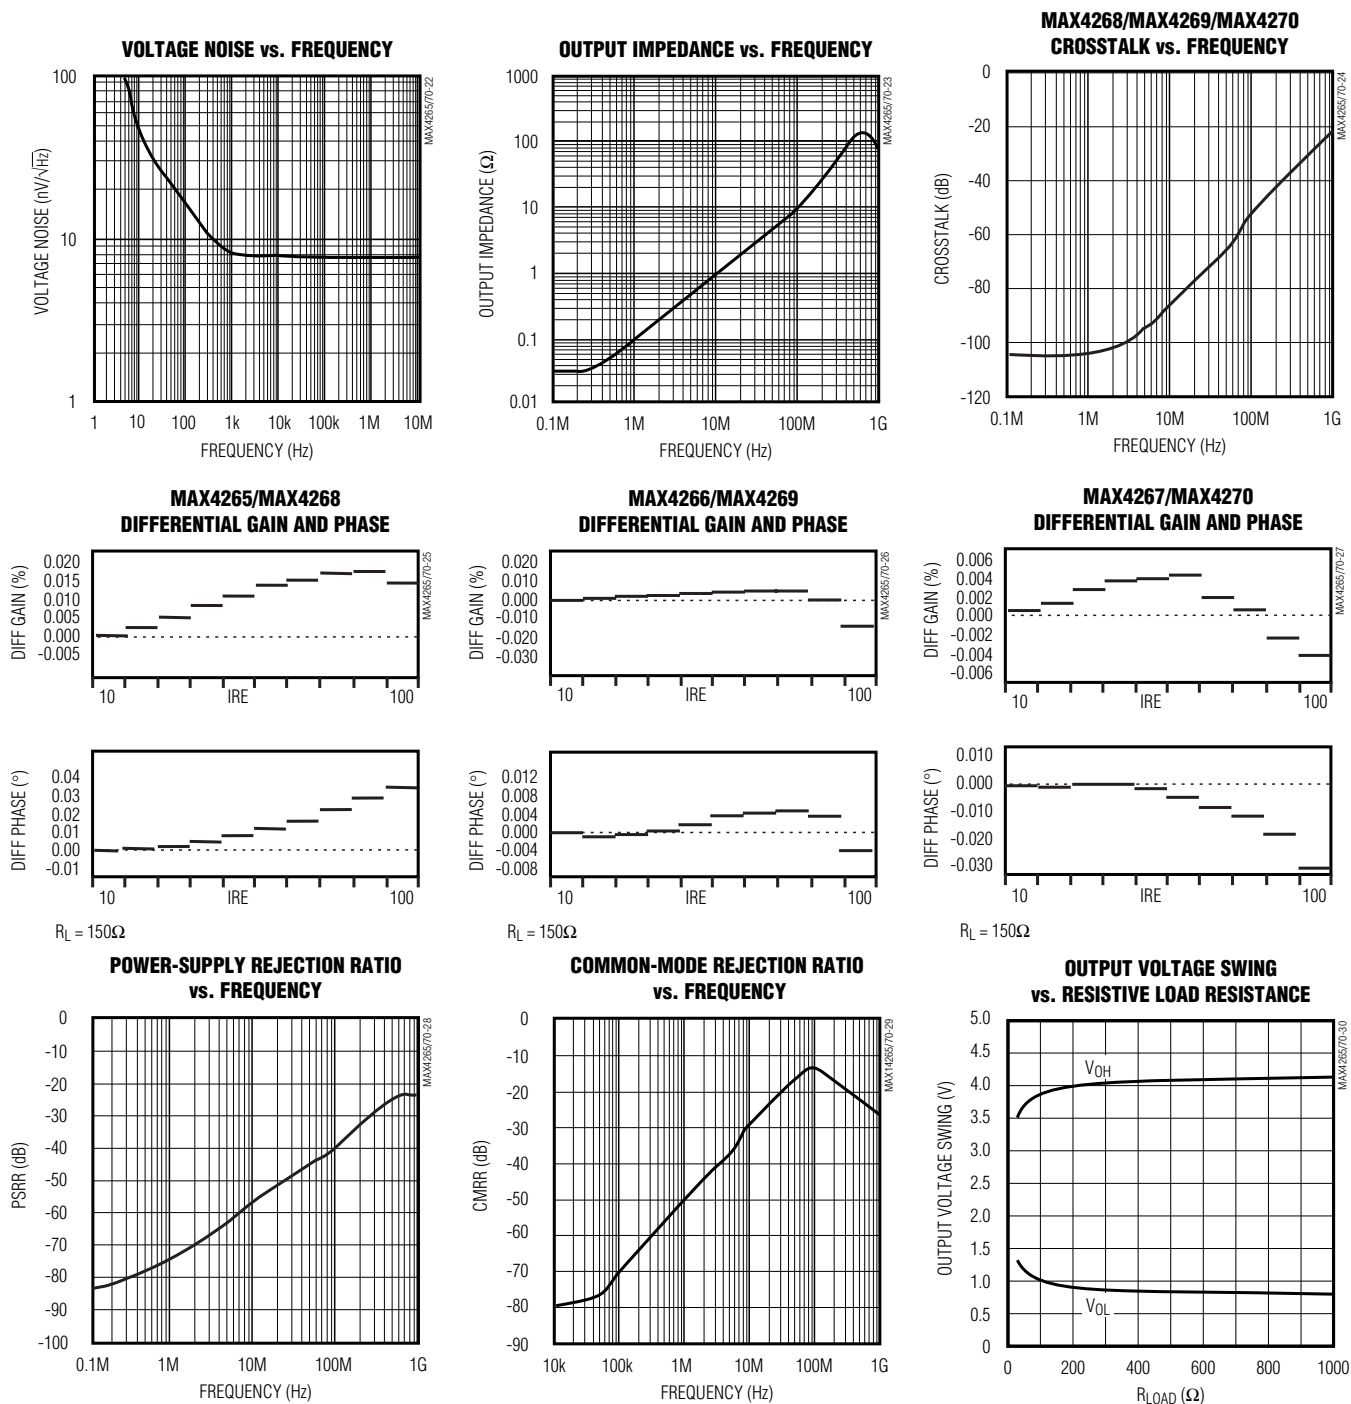 VOLTAGE NOISE vs. FREQUENCY
100
10
1
VOLTAGE NOISE (nV/√Hz)
1 10 100 1k 10k 100k 1M 10M
FREQUENCY (Hz)
MAX4265/70-22
OUTPUT IMPEDANCE vs. FREQUENCY
1000
100
10
1
0.1
0.01
OUTPUT IMPEDANCE (Ω)
0.1M 1M 10M 100M 1G
FREQUENCY (Hz)
MAX4265/70-23
MAX4268/MAX4269/MAX4270
CROSSTALK vs. FREQUENCY
0
-20
-40
-60
-80
-100
-120
CROSSTALK (dB)
0.1M 1M 10M 100M 1G
FREQUENCY (Hz)
MAX4265/70-24
MAX4265/MAX4268
DIFFERENTIAL GAIN AND PHASE
0.020
0.015
0.010
0.005
0.000
-0.005
DIFF GAIN (%)
10 IRE 100
MAX4265/70-25
0.04
0.03
0.02
0.01
0.00
-0.01
DIFF PHASE (°)
10 IRE 100
RL = 150Ω
MAX4266/MAX4269
DIFFERENTIAL GAIN AND PHASE
0.020
0.010
0.000
-0.010
-0.020
-0.030
DIFF GAIN (%)
10 IRE 100
MAX4265/70-26
0.012
0.008
0.004
0.000
-0.004
-0.008
DIFF PHASE (°)
10 IRE 100
RL = 150Ω
MAX4267/MAX4270
DIFFERENTIAL GAIN AND PHASE
0.006
0.004
0.002
0.000
-0.002
-0.004
-0.006
DIFF GAIN (%)
10 IRE 100
MAX4265/70-27
0.010
0.000
-0.010
-0.020
-0.030
DIFF PHASE (°)
10 IRE 100
RL = 150Ω
POWER-SUPPLY REJECTION RATIO
vs. FREQUENCY
0
-10
-20
-30
-40
-50
-60
-70
-80
-90
-100
PSRR (dB)
0.1M 1M 10M 100M 1G
FREQUENCY (Hz)
MAX4265/70-28
COMMON-MODE REJECTION RATIO
vs. FREQUENCY
0
-10
-20
-30
-40
-50
-60
-70
-80
-90
CMRR (dB)
10k 100k 1M 10M 100M 1G
FREQUENCY (Hz)
MAX14265/70-29
OUTPUT VOLTAGE SWING
vs. RESISTIVE LOAD RESISTANCE
5.0
4.5
4.0
3.5
3.0
2.5
2.0
1.5
1.0
0.5
0
OUTPUT VOLTAGE SWING (V)
VOH
VOL
0 200 400 600 800 1000
RLOAD (Ω)
MAX4265/70-30